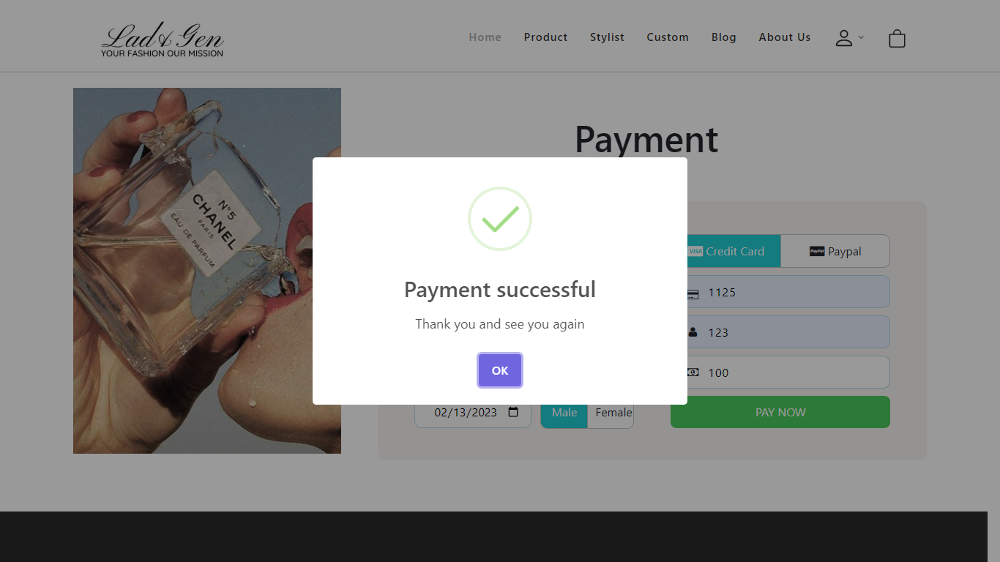 Lad & Gen
YOUR FASHION OUR MISSION
Home Product Stylist Custom Blog About Us
N°5
CHANEL
PARIS
EAU DE PARFUM
Payment
VISA Credit Card PayPal Paypal
1125
123
100
Payment successful
Thank you and see you again
OK
02/13/2023 Male Female PAY NOW